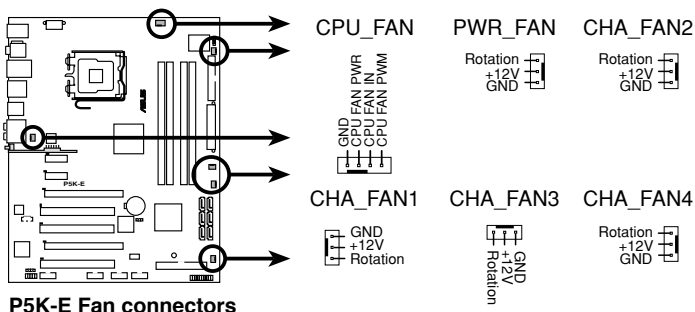 CPU_FAN
GND
CPU FAN PWR
CPU FAN IN
CPU FAN PWM
PWR_FAN
Rotation
+12V
GND
CHA_FAN2
Rotation
+12V
GND
CHA_FAN1
GND
+12V
Rotation
CHA_FAN3
GND
+12V
Rotation
CHA_FAN4
Rotation
+12V
GND
ASUS
P5K-E
P5K-E Fan connectors